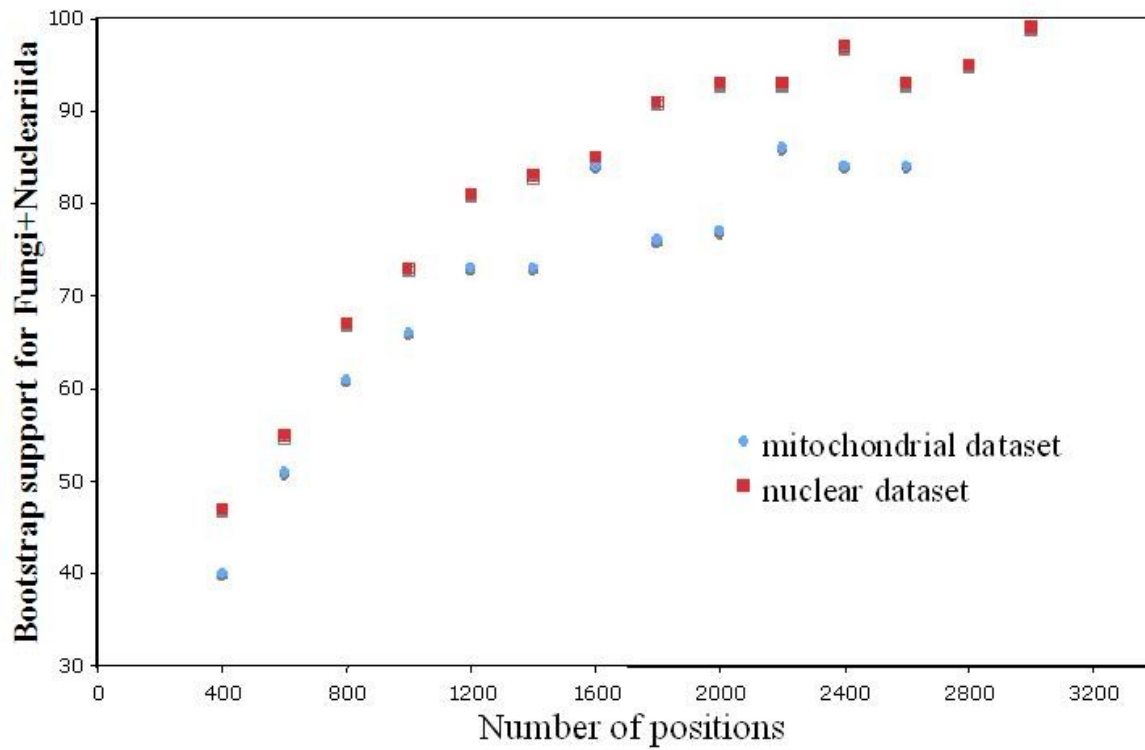 100
90
80
70
60
50
40
30
Bootstrap support for Fungi+Nucleariida
mitochondrial dataset
nuclear dataset
0 400 800 1200 1600 2000 2400 2800 3200
Number of positions